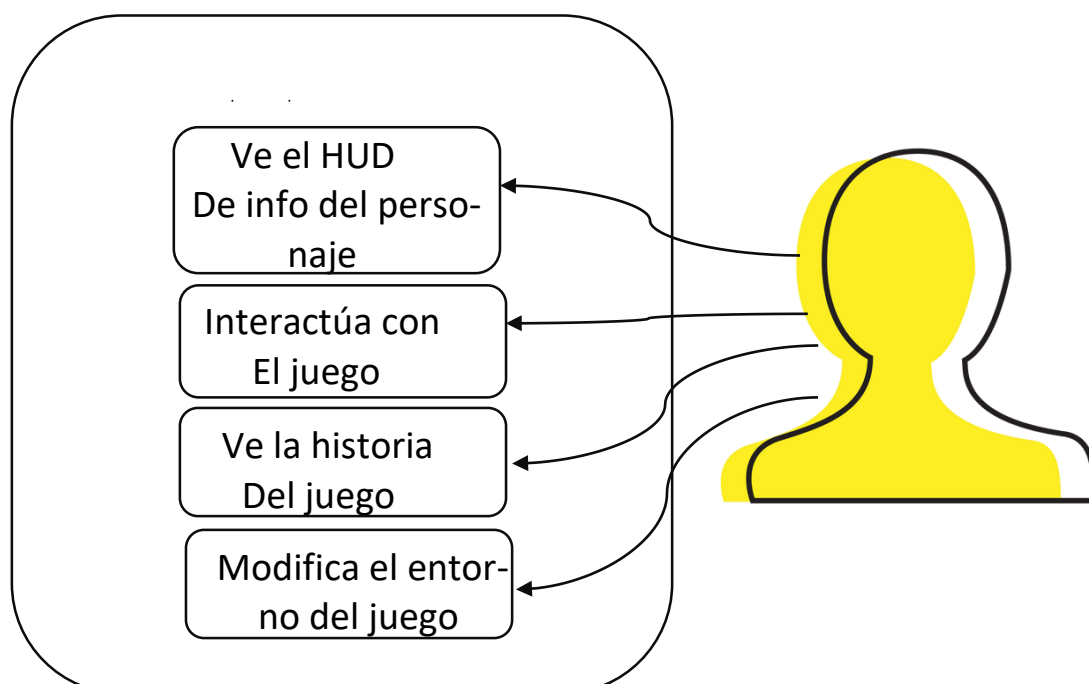 Ve el HUD
De info del perso-
naje
Interactúa con
El juego
Ve la historia
Del juego
Modifica el entor-
no del juego